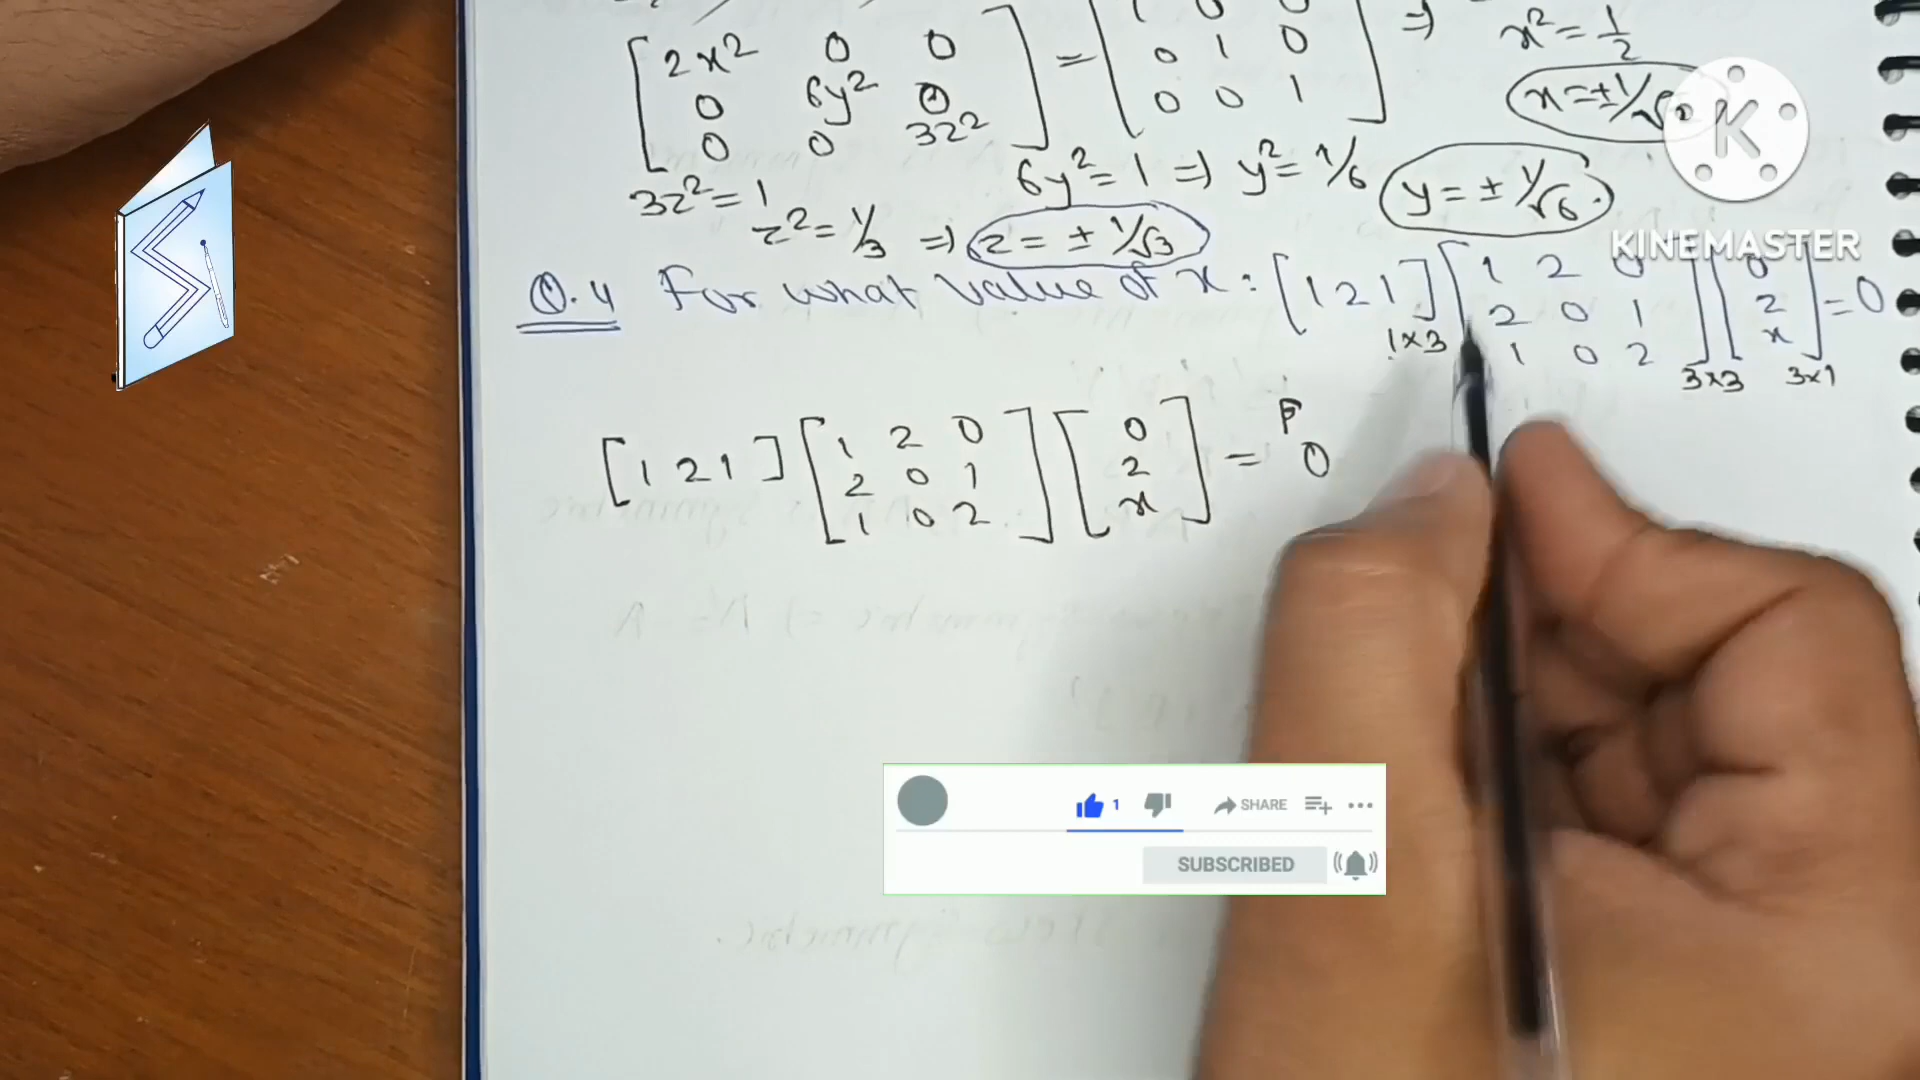 [2x² 0 0
0 6y² 0
0 0 3z²] = [1 0 0
0 1 0
0 0 1] ⇒ x² = 1/2
x = ±1/√2
3z² = 1
6y² = 1 ⇒ y² = 1/6
y = ± 1/√6.
z² = 1/3 ⇒ z = ± 1/√3
KINEMASTER
Q.4 For what value of x : [1 2 1] [1 2 0
2 0 1
1 0 2] [0
2
x] = 0
1×3
3×3
3×1
[1 2 1] [1 2 0
2 0 1
1 0 2] [0
2
x] = 0
1
SHARE
SUBSCRIBED